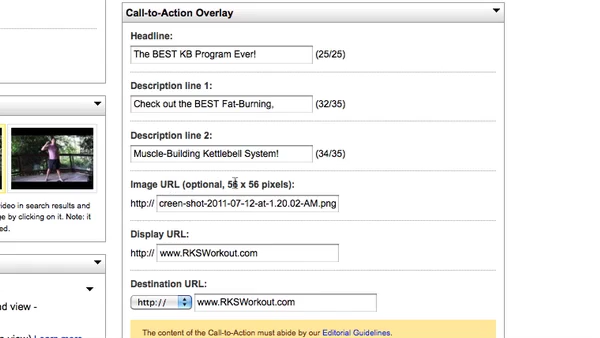 Call-to-Action Overlay
Headline:
The BEST KB Program Ever! (25/25)
Description line 1:
Check out the BEST Fat-Burning, (32/35)
Description line 2:
Muscle-Building Kettlebell System! (34/35)
Image URL (optional, 56 x 56 pixels):
http:// creen-shot-2011-07-12-at-1.20.02-AM.png
ideo in search results and
ge by clicking on it. Note: it
ed.
Display URL:
http:// www.RKSWorkout.com
Destination URL:
http:// www.RKSWorkout.com
nd view -
The content of the Call-to-Action must abide by our Editorial Guidelines.